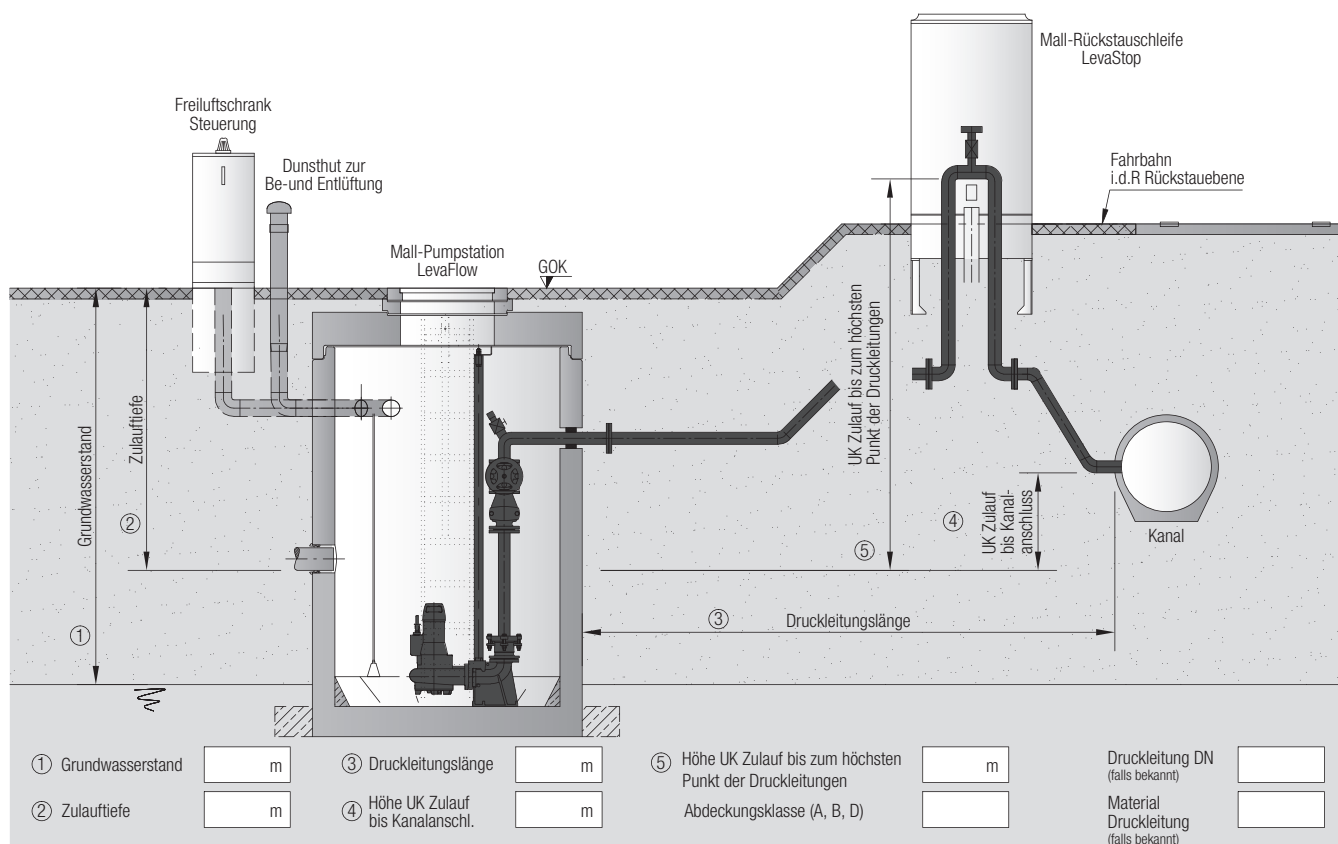 Mall-Rückstauschleife
LevaStop
Freiluftschrank
Steuerung
Dunsthut zur
Be-und Entlüftung
Fahrbahn
i.d.R Rückstauebene
Mall-Pumpstation
LevaFlow
GOK
Grundwasserstand
①
Zulauftiefe
②
UK Zulauf bis zum höchsten
Punkt der Druckleitungen
⑤
④
UK Zulauf
bis Kanal-
anschluss
Kanal
③ Druckleitungslänge
① Grundwasserstand m
③ Druckleitungslänge m
⑤ Höhe UK Zulauf bis zum höchsten m
Punkt der Druckleitungen
Druckleitung DN
(falls bekannt)
② Zulauftiefe m
④ Höhe UK Zulauf m
bis Kanalanschl.
Abdeckungsklasse (A, B, D)
Material
Druckleitung
(falls bekannt)